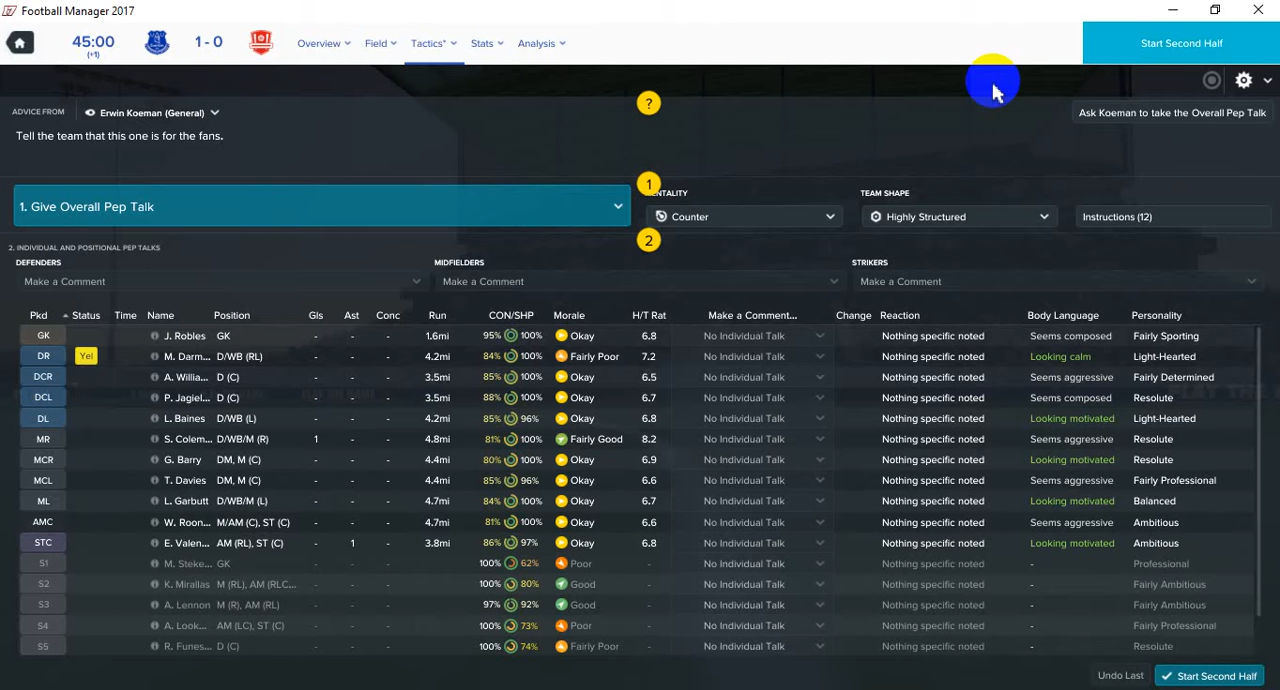 Football Manager 2017
45:00 1 - 0 Overview Field Tactics* Stats Analysis Start Second Half
(+1)
ADVICE FROM Erwin Koeman (General) ? Ask Koeman to take the Overall Pep Talk
Tell the team that this one is for the fans.
1. Give Overall Pep Talk
1 TEAM SHAPE
Counter Highly Structured Instructions (12)
2
2. INDIVIDUAL AND POSITIONAL PEP TALKS
DEFENDERS MIDFIELDERS STRIKERS
Make a Comment Make a Comment Make a Comment
Pkd Status Time Name Position Gls Ast Conc Run CON/SHP Morale H/T Rat Make a Comment... Change Reaction Body Language Personality
GK J. Robles GK - - - 1.6mi 95% 100% Okay 6.8 No Individual Talk Nothing specific noted Seems composed Fairly Sporting
DR Yel M. Darm... D/WB (RL) - - - 4.2mi 84% 100% Fairly Poor 7.2 No Individual Talk Nothing specific noted Looking calm Light-Hearted
DCR A. Willia... D (C) - - - 3.5mi 85% 100% Okay 6.5 No Individual Talk Nothing specific noted Seems aggressive Fairly Determined
DCL P. Jagiel... D (C) - - - 3.5mi 88% 100% Okay 6.7 No Individual Talk Nothing specific noted Seems composed Resolute
DL L. Baines D/WB (L) - - - 4.2mi 85% 96% Okay 6.8 No Individual Talk Nothing specific noted Looking motivated Light-Hearted
MR S. Colem... D/WB/M (R) 1 - - 4.8mi 81% 100% Fairly Good 8.2 No Individual Talk Nothing specific noted Seems aggressive Resolute
MCR G. Barry DM, M (C) - - - 4.4mi 80% 100% Okay 6.9 No Individual Talk Nothing specific noted Looking motivated Resolute
MCL T. Davies DM, M (C) - - - 4.4mi 85% 96% Okay 6.6 No Individual Talk Nothing specific noted Seems aggressive Fairly Professional
ML L. Garbutt D/WB/M (L) - - - 4.7mi 84% 100% Okay 6.7 No Individual Talk Nothing specific noted Looking motivated Balanced
AMC W. Roon... M/AM (C), ST (C) - - - 4.7mi 81% 100% Okay 6.6 No Individual Talk Nothing specific noted Seems aggressive Ambitious
STC E. Valen... AM (RL), ST (C) - 1 - 3.8mi 86% 97% Okay 6.8 No Individual Talk Nothing specific noted Looking motivated Ambitious
S1 M. Steke... GK 100% 62% Poor - No Individual Talk Nothing specific noted - Professional
S2 K. Mirallas M (RL), AM (RLC... 100% 80% Good - No Individual Talk Nothing specific noted - Fairly Ambitious
S3 A. Lennon M (R), AM (RL) 97% 92% Good - No Individual Talk Nothing specific noted - Fairly Ambitious
S4 A. Look... AM (LC), ST (C) 100% 73% Poor - No Individual Talk Nothing specific noted - Fairly Professional
S5 R. Funes... D (C) 100% 74% Fairly Poor - No Individual Talk Nothing specific noted - Resolute
Undo Last Start Second Half